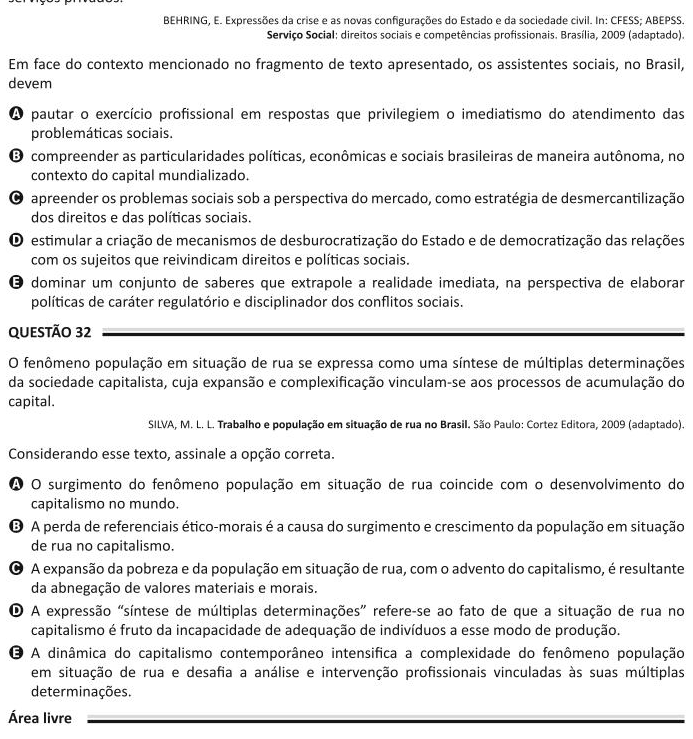 serviços privados.
BEHRING, E. Expressões da crise e as novas configurações do Estado e da sociedade civil. In: CFESS; ABEPSS.
Serviço Social: direitos sociais e competências profissionais. Brasília, 2009 (adaptado).
Em face do contexto mencionado no fragmento de texto apresentado, os assistentes sociais, no Brasil,
devem
A pautar o exercício profissional em respostas que privilegiem o imediatismo do atendimento das
problemáticas sociais.
B compreender as particularidades políticas, econômicas e sociais brasileiras de maneira autônoma, no
contexto do capital mundializado.
C apreender os problemas sociais sob a perspectiva do mercado, como estratégia de desmercantilização
dos direitos e das políticas sociais.
D estimular a criação de mecanismos de desburocratização do Estado e de democratização das relações
com os sujeitos que reivindicam direitos e políticas sociais.
E dominar um conjunto de saberes que extrapole a realidade imediata, na perspectiva de elaborar
políticas de caráter regulatório e disciplinador dos conflitos sociais.
QUESTÃO 32
O fenômeno população em situação de rua se expressa como uma síntese de múltiplas determinações
da sociedade capitalista, cuja expansão e complexificação vinculam-se aos processos de acumulação do
capital.
SILVA, M. L. L. Trabalho e população em situação de rua no Brasil. São Paulo: Cortez Editora, 2009 (adaptado).
Considerando esse texto, assinale a opção correta.
A O surgimento do fenômeno população em situação de rua coincide com o desenvolvimento do
capitalismo no mundo.
B A perda de referenciais ético-morais é a causa do surgimento e crescimento da população em situação
de rua no capitalismo.
C A expansão da pobreza e da população em situação de rua, com o advento do capitalismo, é resultante
da abnegação de valores materiais e morais.
D A expressão “síntese de múltiplas determinações” refere-se ao fato de que a situação de rua no
capitalismo é fruto da incapacidade de adequação de indivíduos a esse modo de produção.
E A dinâmica do capitalismo contemporâneo intensifica a complexidade do fenômeno população
em situação de rua e desafia a análise e intervenção profissionais vinculadas às suas múltiplas
determinações.
Área livre